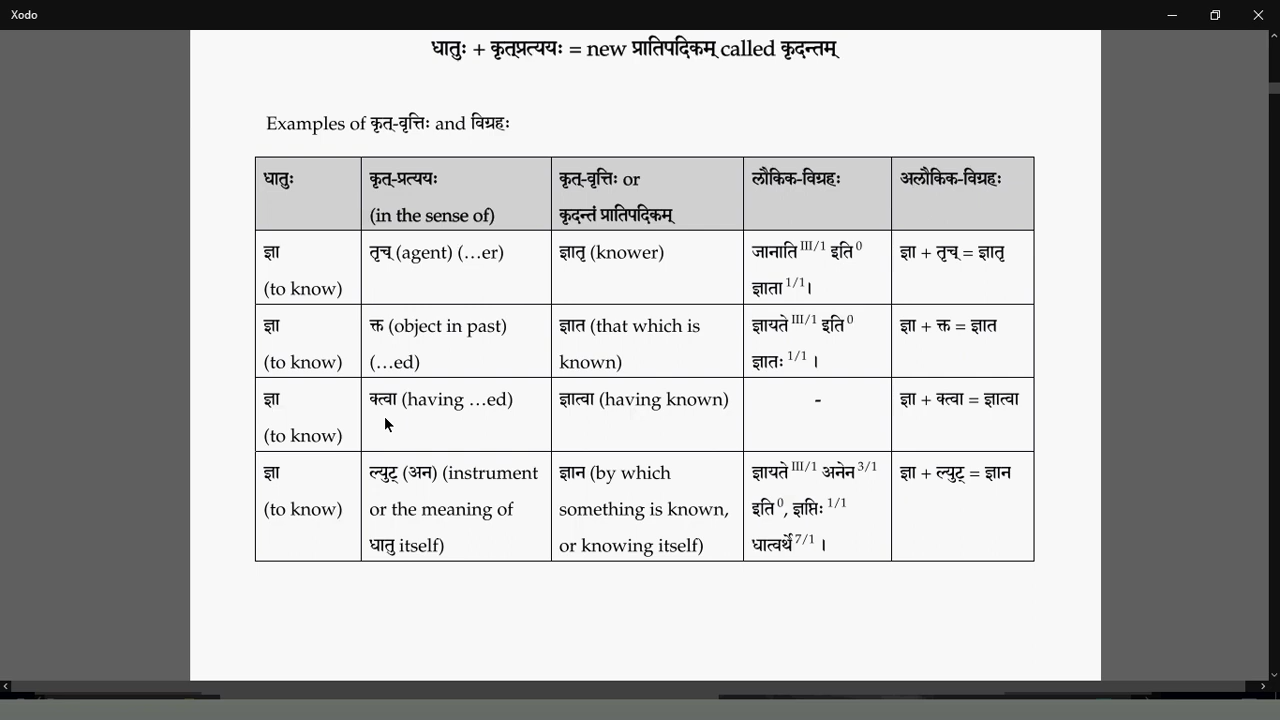 Xodo
धातुः + कृत्प्रत्ययः = new प्रातिपदिकम् called कृदन्तम्
Examples of कृत्-वृत्तिः and विग्रहः
धातुः कृत्-प्रत्ययः (in the sense of) कृत्-वृत्तिः or कृदन्तं प्रातिपदिकम् लौकिक-विग्रहः अलौकिक-विग्रहः
ज्ञा (to know) तृच् (agent) (…er) ज्ञातृ (knower) जानाति III/1 इति 0 ज्ञाता 1/1। ज्ञा + तृच् = ज्ञातृ
ज्ञा (to know) क्त (object in past) (…ed) ज्ञात (that which is known) ज्ञायते III/1 इति 0 ज्ञातः 1/1 । ज्ञा + क्त = ज्ञात
ज्ञा (to know) क्त्वा (having …ed) ज्ञात्वा (having known) - ज्ञा + क्त्वा = ज्ञात्वा
ज्ञा (to know) ल्युट् (अन) (instrument or the meaning of धातु itself) ज्ञान (by which something is known, or knowing itself) ज्ञायते III/1 अनेन 3/1 इति 0, ज्ञप्तिः 1/1 धात्वर्थे 7/1 । ज्ञा + ल्युट् = ज्ञान